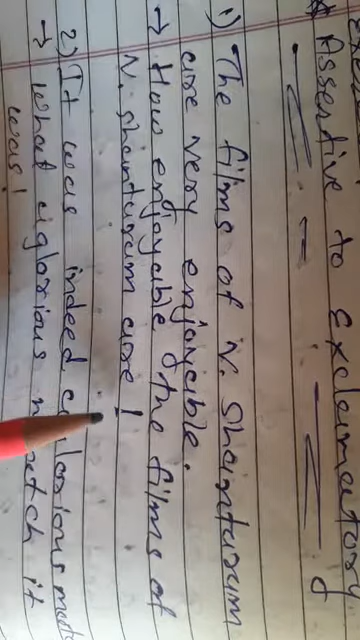 Assertive to Exclamatory
1) The films of V. Shantaram
are very enjoyable.
→ How enjoyable the films of
V. Shantaram are!
2) It was indeed a glorious
→ What a glorious match it
was!